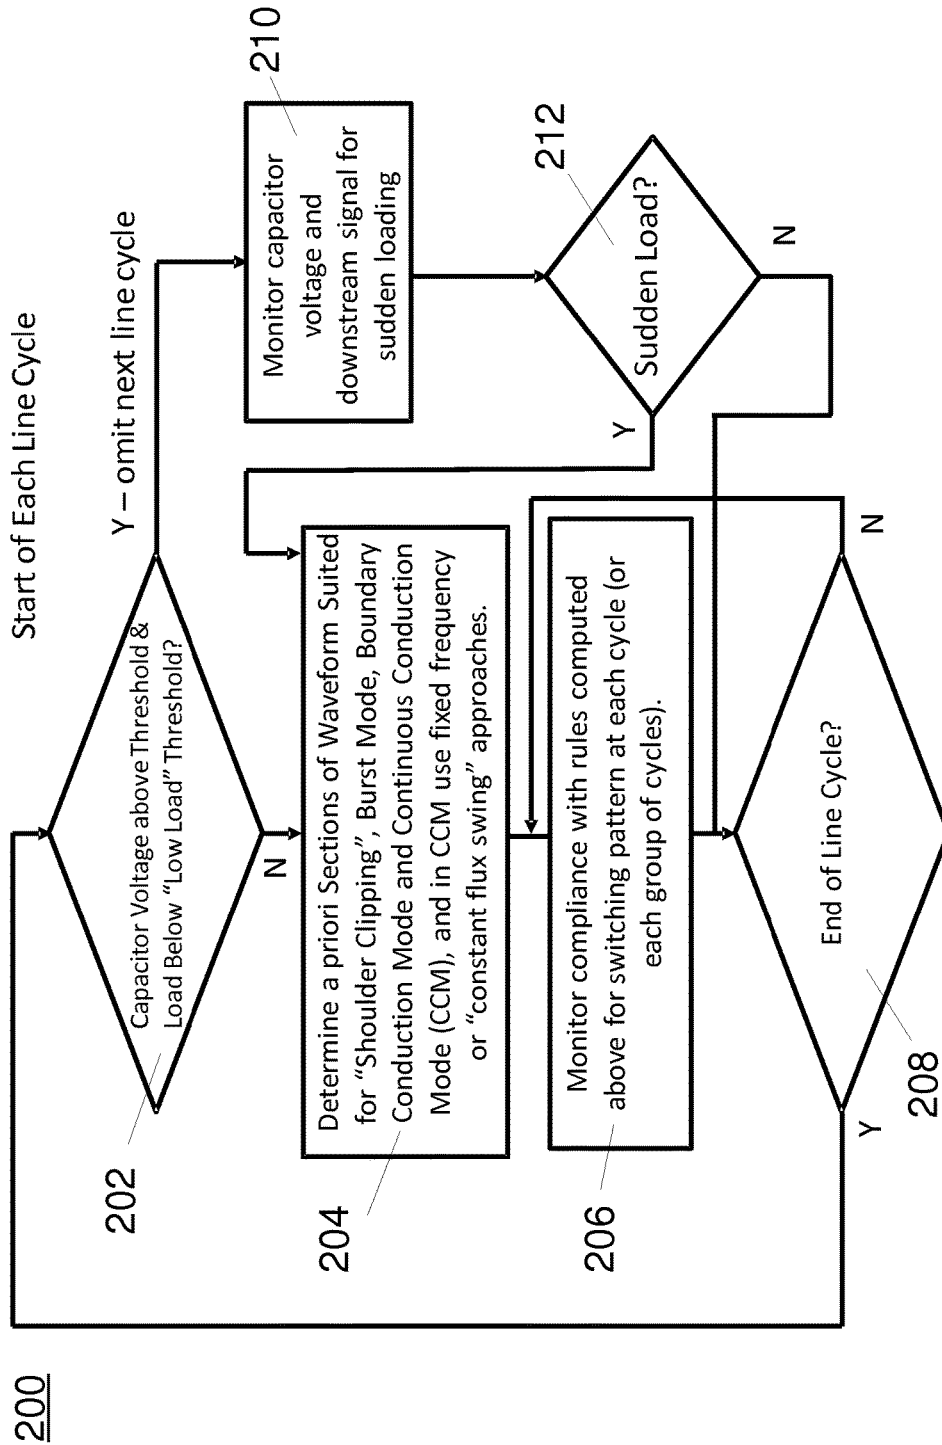 200
Start of Each Line Cycle
Capacitor Voltage above Threshold &
Load Below “Low Load” Threshold?
202
Y – omit next line cycle
N
Determine a priori Sections of Waveform Suited
for “Shoulder Clipping”, Burst Mode, Boundary
Conduction Mode and Continuous Conduction
Mode (CCM), and in CCM use fixed frequency
or “constant flux swing” approaches.
204
Monitor capacitor
voltage and
downstream signal for
sudden loading
210
Monitor compliance with rules computed
above for switching pattern at each cycle (or
each group of cycles).
206
Sudden Load?
212
Y
N
End of Line Cycle?
208
Y
N